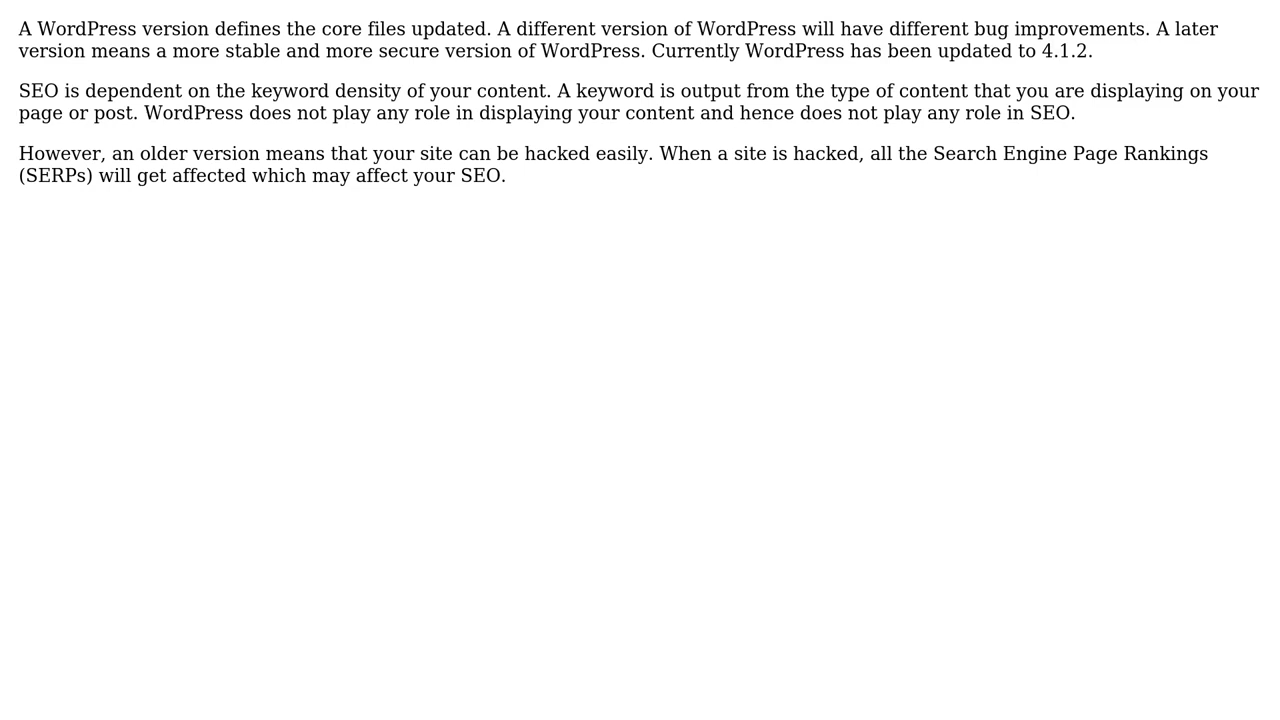 A WordPress version defines the core files updated. A different version of WordPress will have different bug improvements. A later
version means a more stable and more secure version of WordPress. Currently WordPress has been updated to 4.1.2.
SEO is dependent on the keyword density of your content. A keyword is output from the type of content that you are displaying on your
page or post. WordPress does not play any role in displaying your content and hence does not play any role in SEO.
However, an older version means that your site can be hacked easily. When a site is hacked, all the Search Engine Page Rankings
(SERPs) will get affected which may affect your SEO.